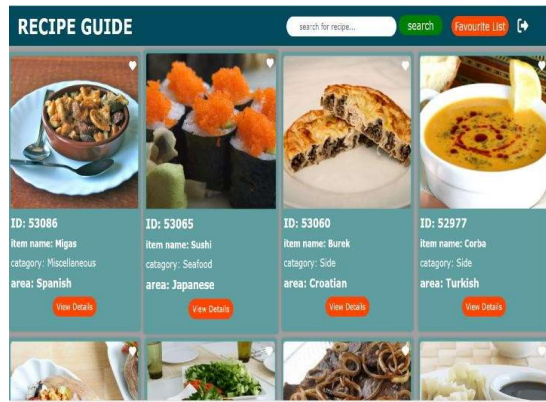 RECIPE GUIDE
search for recipe...
search
Favourite List
ID: 53086
item name: Migas
catagory: Miscellaneous
area: Spanish
View Details
ID: 53065
item name: Sushi
catagory: Seafood
area: Japanese
View Details
ID: 53060
item name: Burek
catagory: Side
area: Croatian
View Details
ID: 52977
item name: Corba
catagory: Side
area: Turkish
View Details